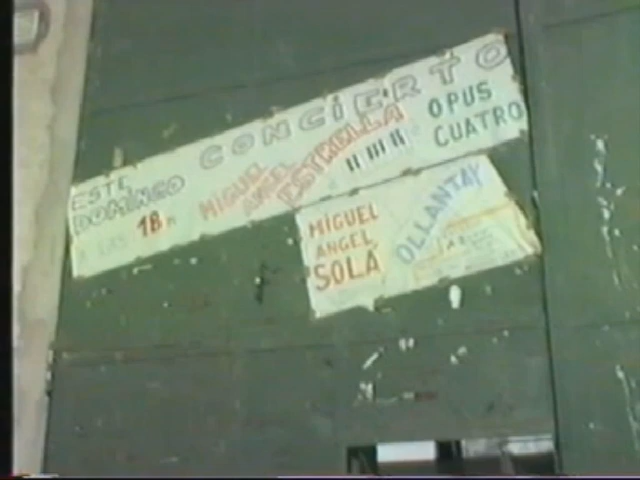 CONCIERTO
ESTE
DOMINGO
A LAS 18 H
MIGUEL
ANGEL
ESTRELLA
OPUS
CUATRO
MIGUEL
ANGEL
SOLA
OLLANTAY